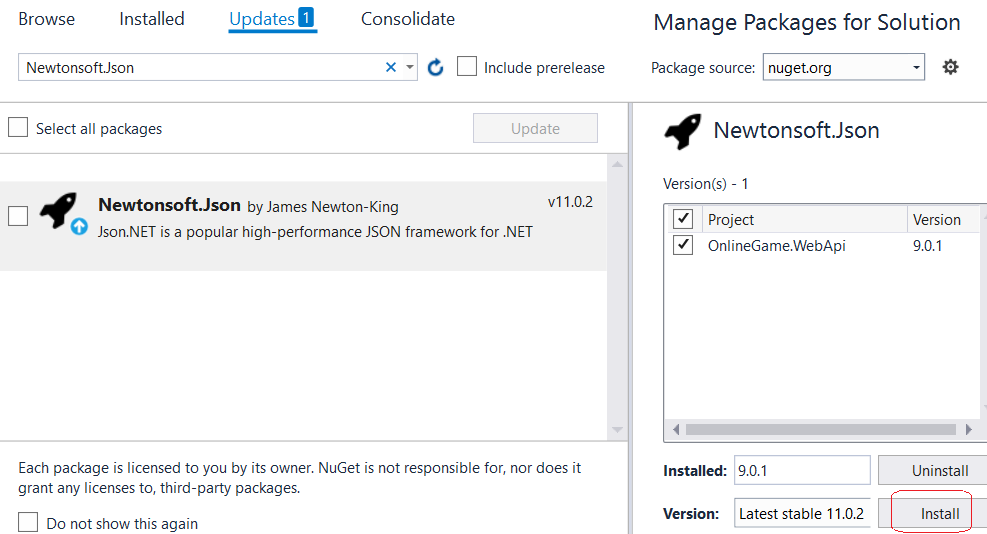 Browse Installed Updates 1 Consolidate
Manage Packages for Solution
Newtonsoft.Json Include prerelease
Package source: nuget.org
Select all packages Update
Newtonsoft.Json by James Newton-King v11.0.2
Json.NET is a popular high-performance JSON framework for .NET
Each package is licensed to you by its owner. NuGet is not responsible for, nor does it
grant any licenses to, third-party packages.
Do not show this again
Newtonsoft.Json
Version(s) - 1
Project Version
OnlineGame.WebApi 9.0.1
Installed: 9.0.1 Uninstall
Version: Latest stable 11.0.2 Install